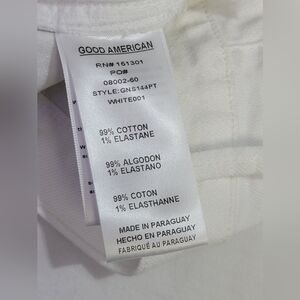 GOOD AMERICAN
RN# 161301
PO#
08002-60
STYLE:GNS144PT
WHITE001
99% COTTON
1% ELASTANE
99% ALGODON
1% ELASTANO
99% COTON
1% ELASTHANNE
MADE IN PARAGUAY
HECHO EN PARAGUAY
FABRIQUÉ AU PARAGUAY